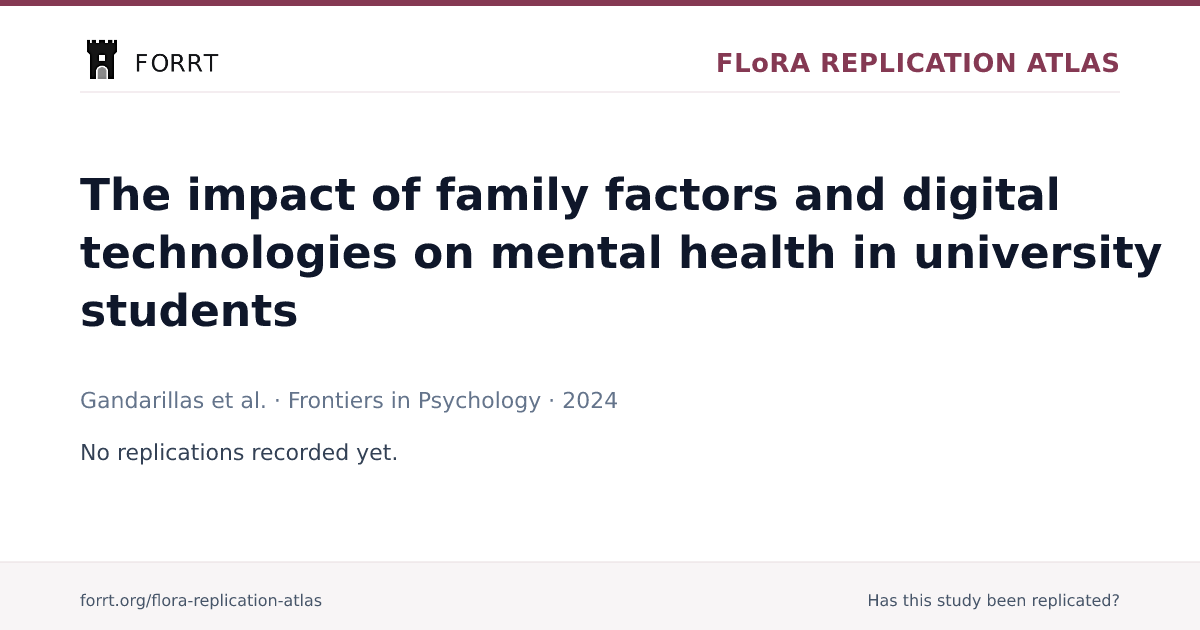 FORRT
FLoRA REPLICATION ATLAS
The impact of family factors and digital
technologies on mental health in university
students
Gandarillas et al. · Frontiers in Psychology · 2024
No replications recorded yet.
forrt.org/flora-replication-atlas
Has this study been replicated?